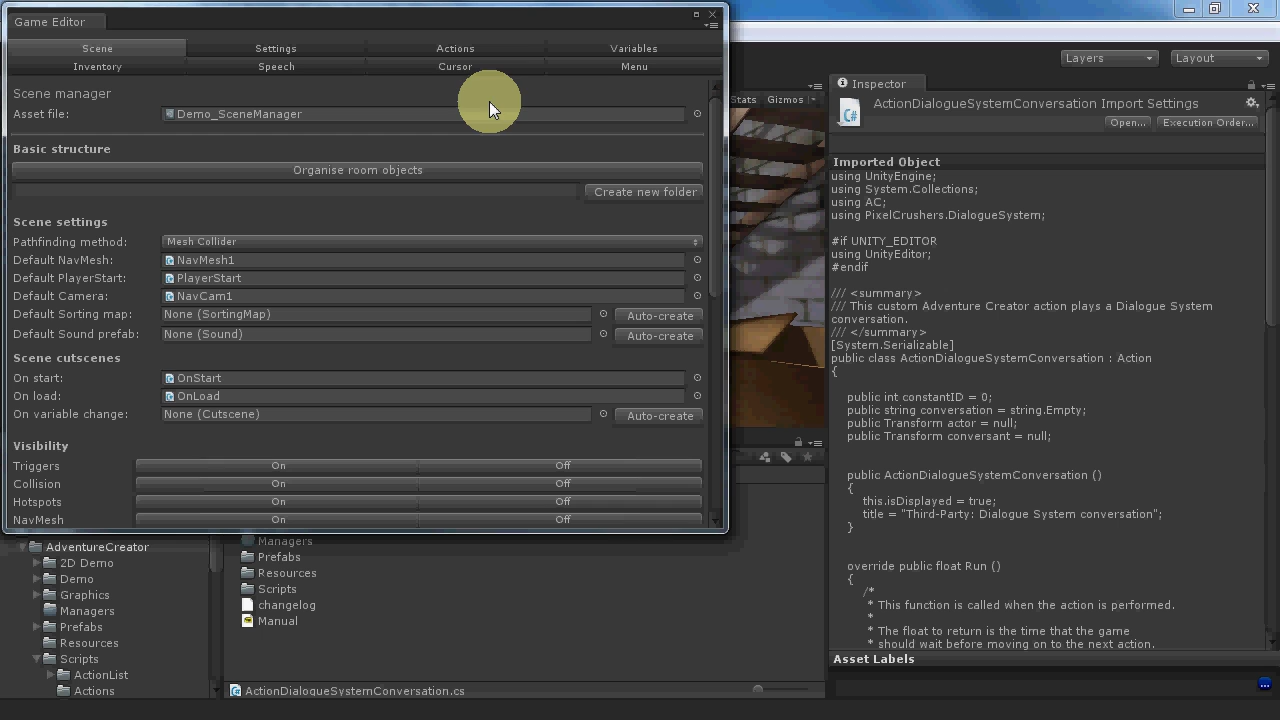 Game Editor
Scene Settings Actions Variables
Inventory Speech Cursor Menu
Scene manager
Asset file: Demo_SceneManager
Basic structure
Organise room objects
Create new folder
Scene settings
Pathfinding method: Mesh Collider
Default NavMesh: NavMesh1
Default PlayerStart: PlayerStart
Default Camera: NavCam1
Default Sorting map: None (SortingMap) Auto-create
Default Sound prefab: None (Sound) Auto-create
Scene cutscenes
On start: OnStart
On load: OnLoad
On variable change: None (Cutscene) Auto-create
Visibility
Triggers On Off
Collision On Off
Hotspots On Off
NavMesh On Off
AdventureCreator
2D Demo
Demo
Graphics
Managers
Prefabs
Resources
Scripts
ActionList
Actions
Managers
Prefabs
Resources
Scripts
changelog
Manual
ActionDialogueSystemConversation.cs
Stats Gizmos
Layers Layout
Inspector
C#
ActionDialogueSystemConversation Import Settings
Open... Execution Order...
Imported Object
using UnityEngine;
using System.Collections;
using AC;
using PixelCrushers.DialogueSystem;
#if UNITY_EDITOR
using UnityEditor;
#endif
/// <summary>
/// This custom Adventure Creator action plays a Dialogue System
conversation.
/// </summary>
[System.Serializable]
public class ActionDialogueSystemConversation : Action
{
public int constantID = 0;
public string conversation = string.Empty;
public Transform actor = null;
public Transform conversant = null;
public ActionDialogueSystemConversation ()
{
this.isDisplayed = true;
title = "Third-Party: Dialogue System conversation";
}
override public float Run ()
{
/*
* This function is called when the action is performed.
*
* The float to return is the time that the game
* should wait before moving on to the next action.
Asset Labels